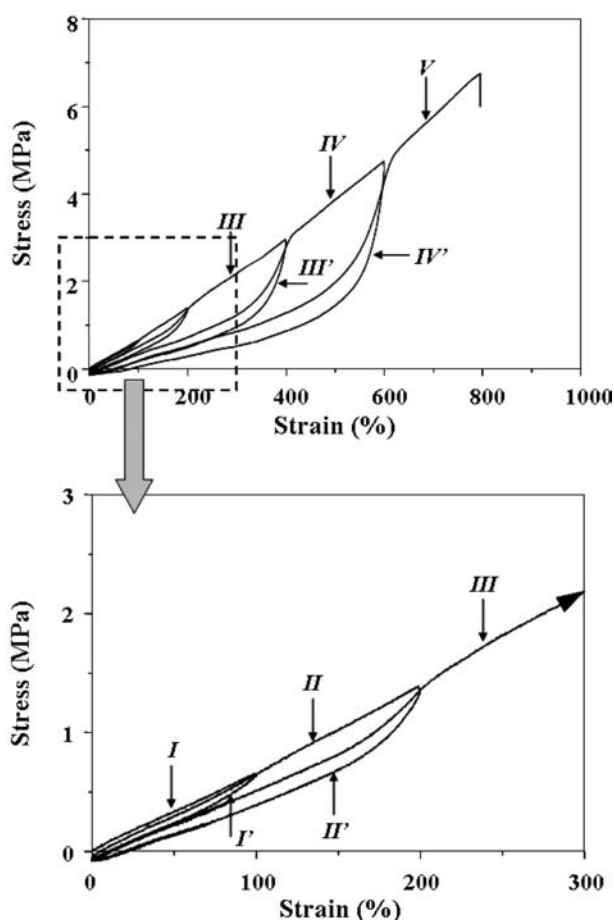 8
6
4
2
0
Stress (MPa)
V
IV
III
III'
IV'
0 200 400 600 800 1000
Strain (%)
3
2
1
0
Stress (MPa)
III
II
I
I'
II'
0 100 200 300
Strain (%)